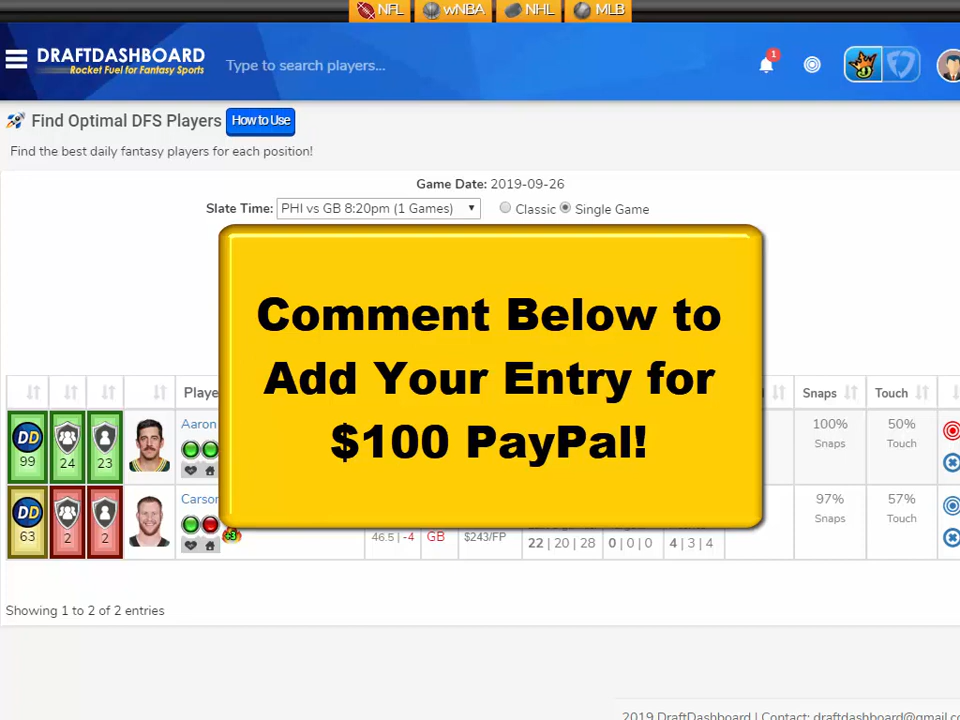 NFL wNBA NHL MLB
DRAFTDASHBOARD
Rocket Fuel for Fantasy Sports
Type to search players...
1
Find Optimal DFS Players How to Use
Find the best daily fantasy players for each position!
Game Date: 2019-09-26
Slate Time: PHI vs GB 8:20pm (1 Games) Classic Single Game
Comment Below to
Add Your Entry for
$100 PayPal!
Snaps Touch
Aaron
DD
99 24 23
100% 50%
Snaps Touch
Carson
DD
63 2 2
97% 57%
Snaps Touch
+3 46.5 | -4 GB $243/FP 22 | 20 | 28 0 | 0 | 0 4 | 3 | 4
Showing 1 to 2 of 2 entries
2019 DraftDashboard | Contact: